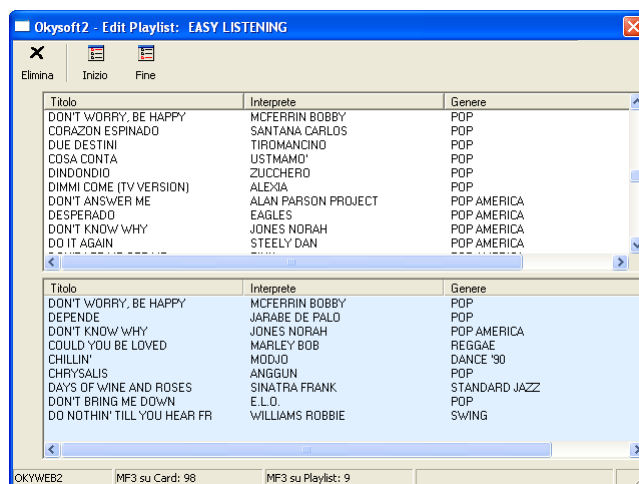 Okysoft2 - Edit Playlist: EASY LISTENING
Elimina Inizio Fine
Titolo Interprete Genere
DON'T WORRY, BE HAPPY MCFERRIN BOBBY POP
CORAZON ESPINADO SANTANA CARLOS POP
DUE DESTINI TIROMANCINO POP
COSA CONTA USTMAMO' POP
DINDONDIO ZUCCHERO POP
DIMMI COME (TV VERSION) ALEXIA POP
DON'T ANSWER ME ALAN PARSON PROJECT POP AMERICA
DESPERADO EAGLES POP AMERICA
DON'T KNOW WHY JONES NORAH POP AMERICA
DO IT AGAIN STEELY DAN POP AMERICA
Titolo Interprete Genere
DON'T WORRY, BE HAPPY MCFERRIN BOBBY POP
DEPENDE JARABE DE PALO POP
DON'T KNOW WHY JONES NORAH POP AMERICA
COULD YOU BE LOVED MARLEY BOB REGGAE
CHILLIN' MODJO DANCE '90
CHRYSALIS ANGGUN POP
DAYS OF WINE AND ROSES SINATRA FRANK STANDARD JAZZ
DON'T BRING ME DOWN E.L.O. POP
DO NOTHIN' TILL YOU HEAR FR WILLIAMS ROBBIE SWING
OKYWEB2 MF3 su Card: 98 MF3 su Playlist: 9